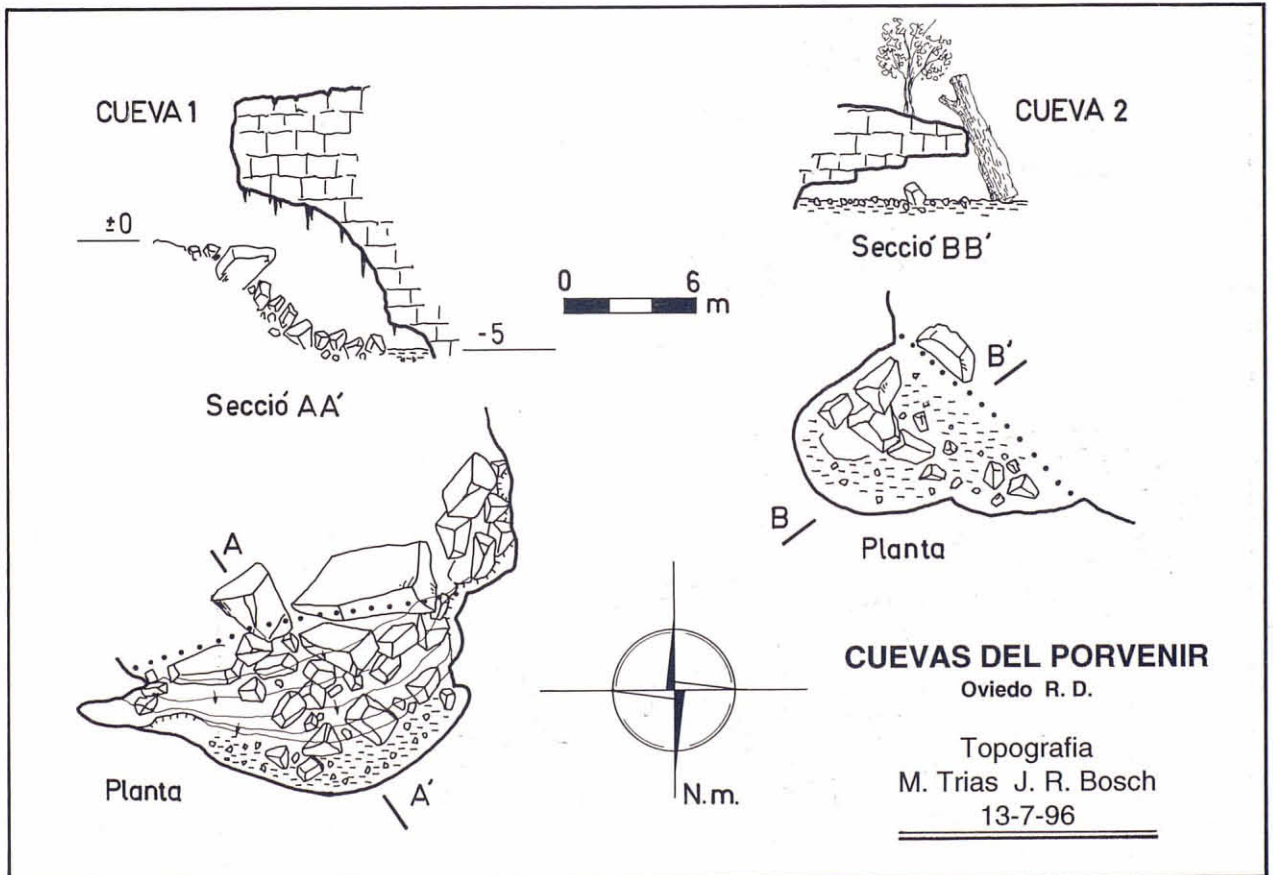 CUEVA 1
±0
-5
Secció AA'
0 6 m
CUEVA 2
Secció BB'
B'
B
Planta
A
A'
Planta
N.m.
CUEVAS DEL PORVENIR
Oviedo R. D.
Topografia
M. Trias J. R. Bosch
13-7-96